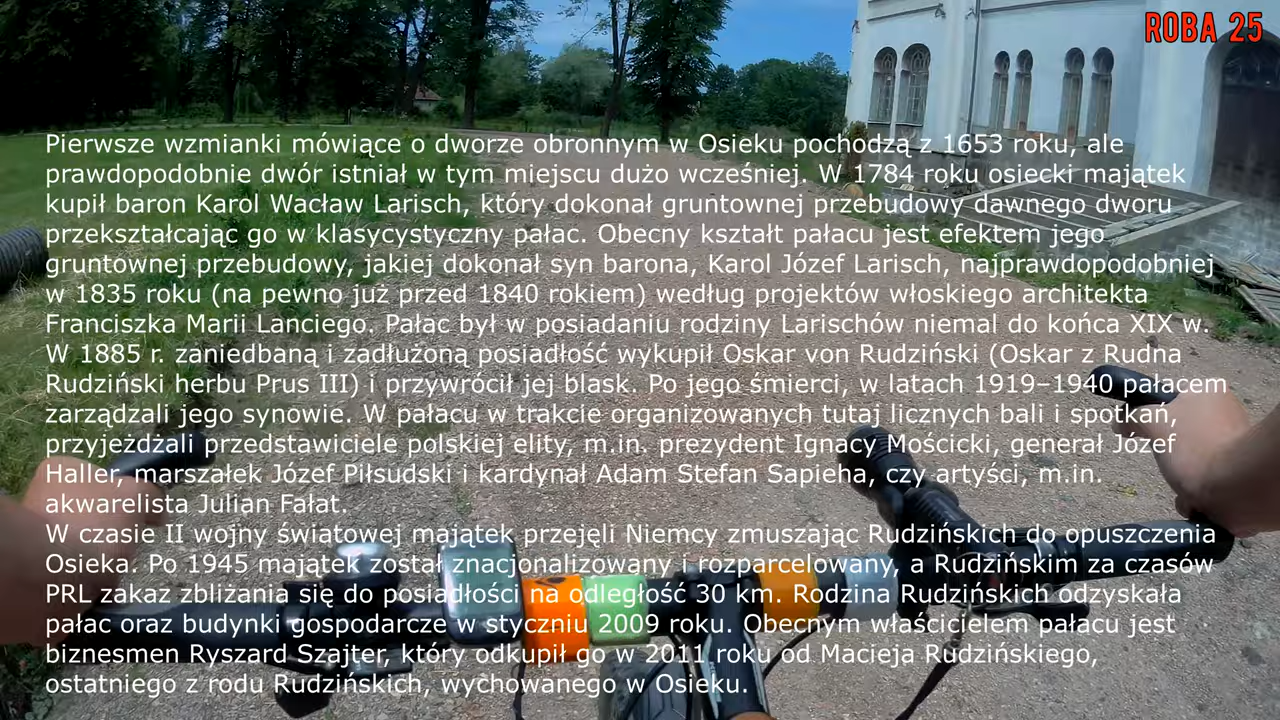 ROBA 25
Pierwsze wzmianki mówiące o dworze obronnym w Osieku pochodzą z 1653 roku, ale
prawdopodobnie dwór istniał w tym miejscu dużo wcześniej. W 1784 roku osiecki majątek
kupił baron Karol Wacław Larisch, który dokonał gruntownej przebudowy dawnego dworu
przekształcając go w klasycystyczny pałac. Obecny kształt pałacu jest efektem jego
gruntownej przebudowy, jakiej dokonał syn barona, Karol Józef Larisch, najprawdopodobniej
w 1835 roku (na pewno już przed 1840 rokiem) według projektów włoskiego architekta
Franciszka Marii Lanciego. Pałac był w posiadaniu rodziny Larischów niemal do końca XIX w.
W 1885 r. zaniedbaną i zadłużoną posiadłość wykupił Oskar von Rudziński (Oskar z Rudna
Rudziński herbu Prus III) i przywrócił jej blask. Po jego śmierci, w latach 1919–1940 pałacem
zarządzali jego synowie. W pałacu w trakcie organizowanych tutaj licznych bali i spotkań,
przyjeżdżali przedstawiciele polskiej elity, m.in. prezydent Ignacy Mościcki, generał Józef
Haller, marszałek Józef Piłsudski i kardynał Adam Stefan Sapieha, czy artyści, m.in.
akwarelista Julian Fałat.
W czasie II wojny światowej majątek przejęli Niemcy zmuszając Rudzińskich do opuszczenia
Osieka. Po 1945 majątek został znacjonalizowany i rozparcelowany, a Rudzińskim za czasów
PRL zakaz zbliżania się do posiadłości na odległość 30 km. Rodzina Rudzińskich odzyskała
pałac oraz budynki gospodarcze w styczniu 2009 roku. Obecnym właścicielem pałacu jest
biznesmen Ryszard Szajter, który odkupił go w 2011 roku od Macieja Rudzińskiego,
ostatniego z rodu Rudzińskich, wychowanego w Osieku.